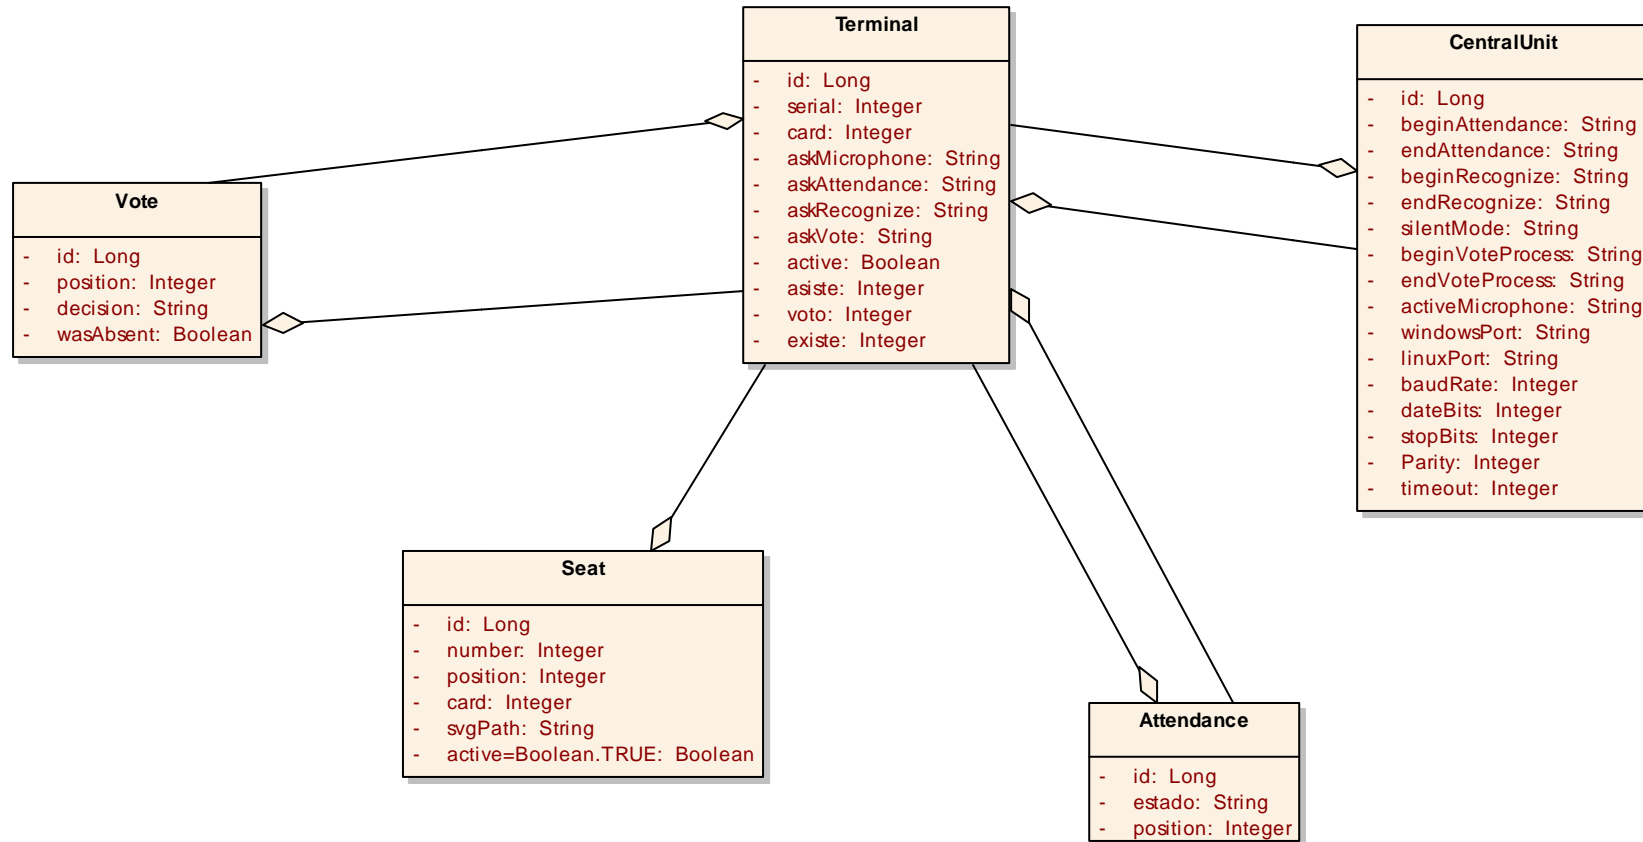 Terminal
- id: Long
- serial: Integer
- card: Integer
- askMicrophone: String
- askAttendance: String
- askRecognize: String
- askVote: String
- active: Boolean
- asiste: Integer
- voto: Integer
- existe: Integer
CentralUnit
- id: Long
- beginAttendance: String
- endAttendance: String
- beginRecognize: String
- endRecognize: String
- silentMode: String
- beginVoteProcess: String
- endVoteProcess: String
- activeMicrophone: String
- windowsPort: String
- linuxPort: String
- baudRate: Integer
- dateBits: Integer
- stopBits: Integer
- Parity: Integer
- timeout: Integer
Vote
- id: Long
- position: Integer
- decision: String
- wasAbsent: Boolean
Seat
- id: Long
- number: Integer
- position: Integer
- card: Integer
- svgPath: String
- active=Boolean.TRUE: Boolean
Attendance
- id: Long
- estado: String
- position: Integer